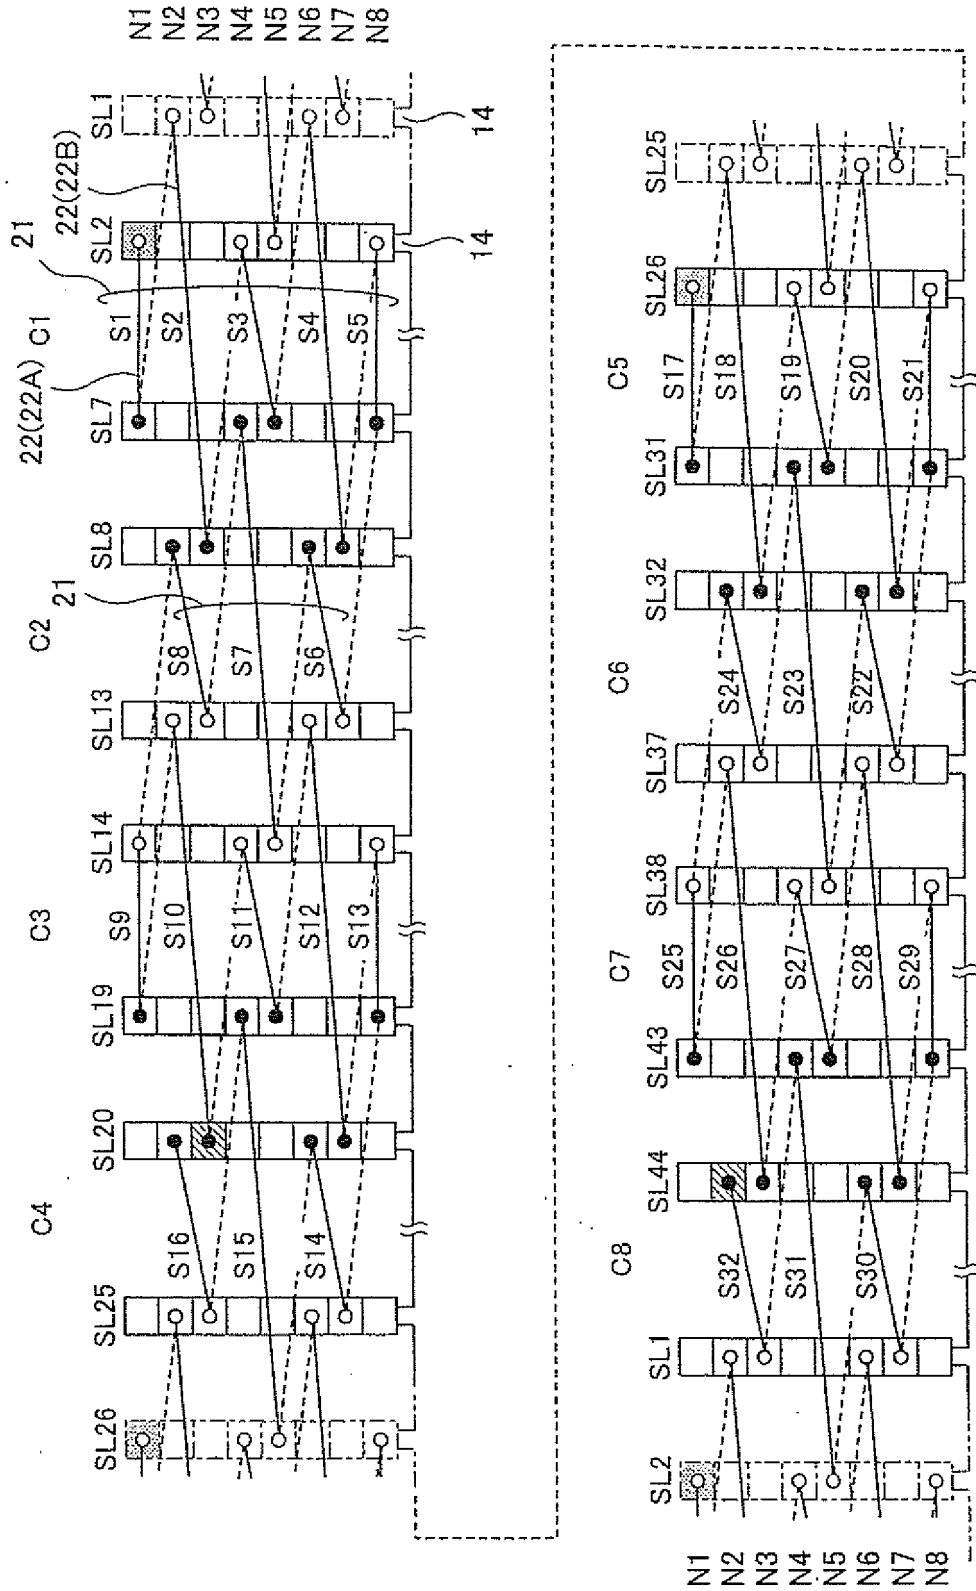 N1
N2
N3
N4
N5
N6
N7
N8
SL1
SL2
SL7
SL8
SL13
SL14
SL19
SL20
SL25
SL26
22(22B)
22(22A)
21
21
14
14
C1
C2
C3
C4
S1
S2
S3
S4
S5
S8
S7
S6
S9
S10
S11
S12
S13
S16
S15
S14
SL25
SL26
SL31
SL32
SL37
SL38
SL43
SL44
SL1
SL2
C5
C6
C7
C8
S17
S18
S19
S20
S21
S24
S23
S22
S25
S26
S27
S28
S29
S32
S31
S30
N1
N2
N3
N4
N5
N6
N7
N8